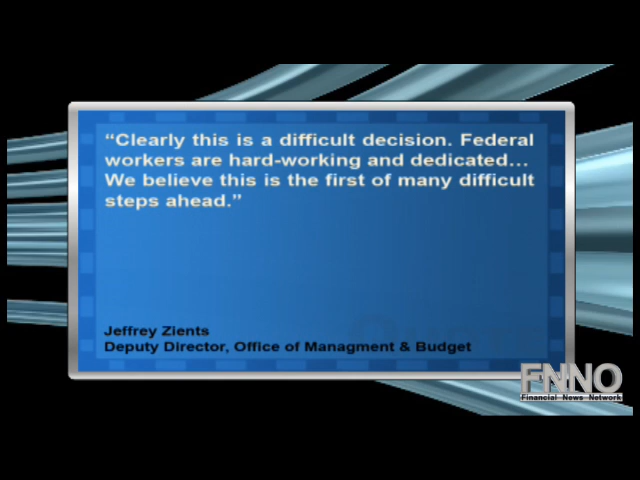 “Clearly this is a difficult decision. Federal
workers are hard-working and dedicated…
We believe this is the first of many difficult
steps ahead.”
Jeffrey Zients
Deputy Director, Office of Managment & Budget
FNNO
Financial News Network